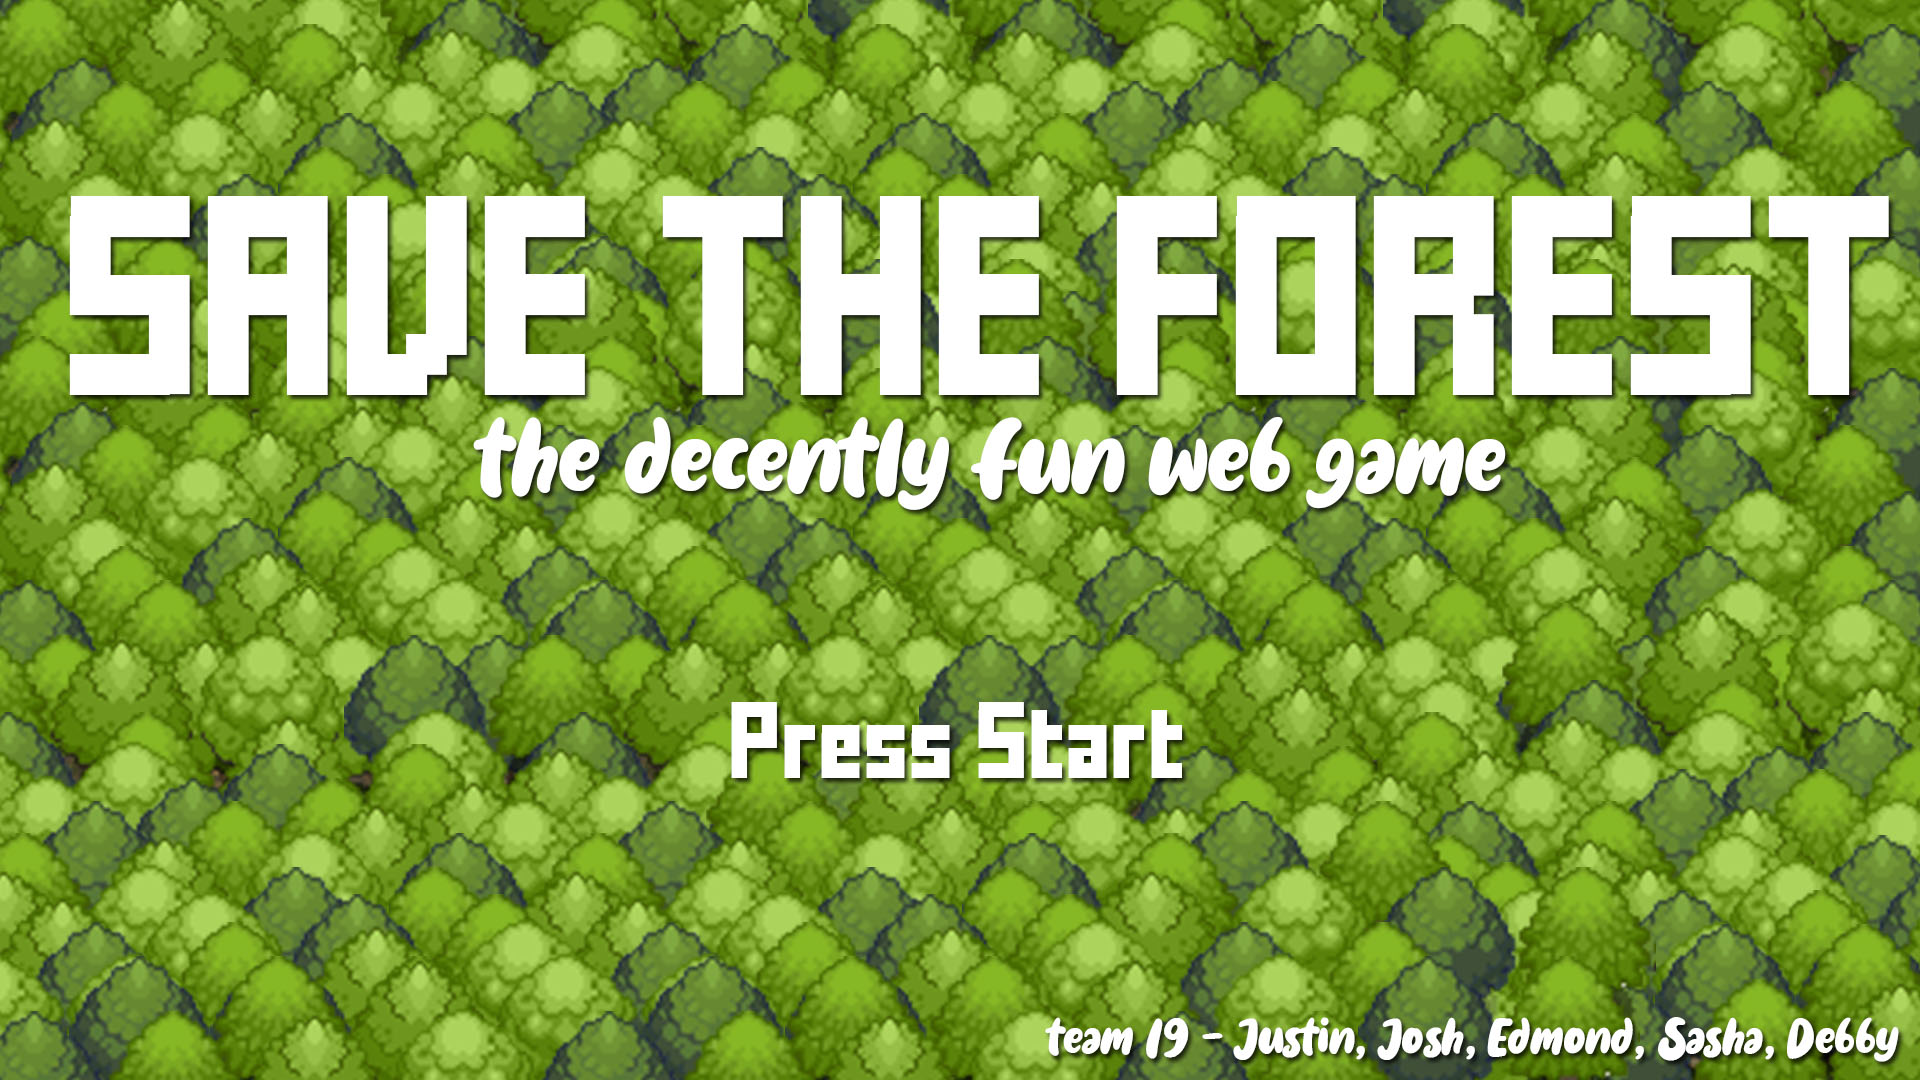 SAVE THE FOREST
the decently fun web game
Press Start
team 19 - Justin, Josh, Edmond, Sasha, Debby